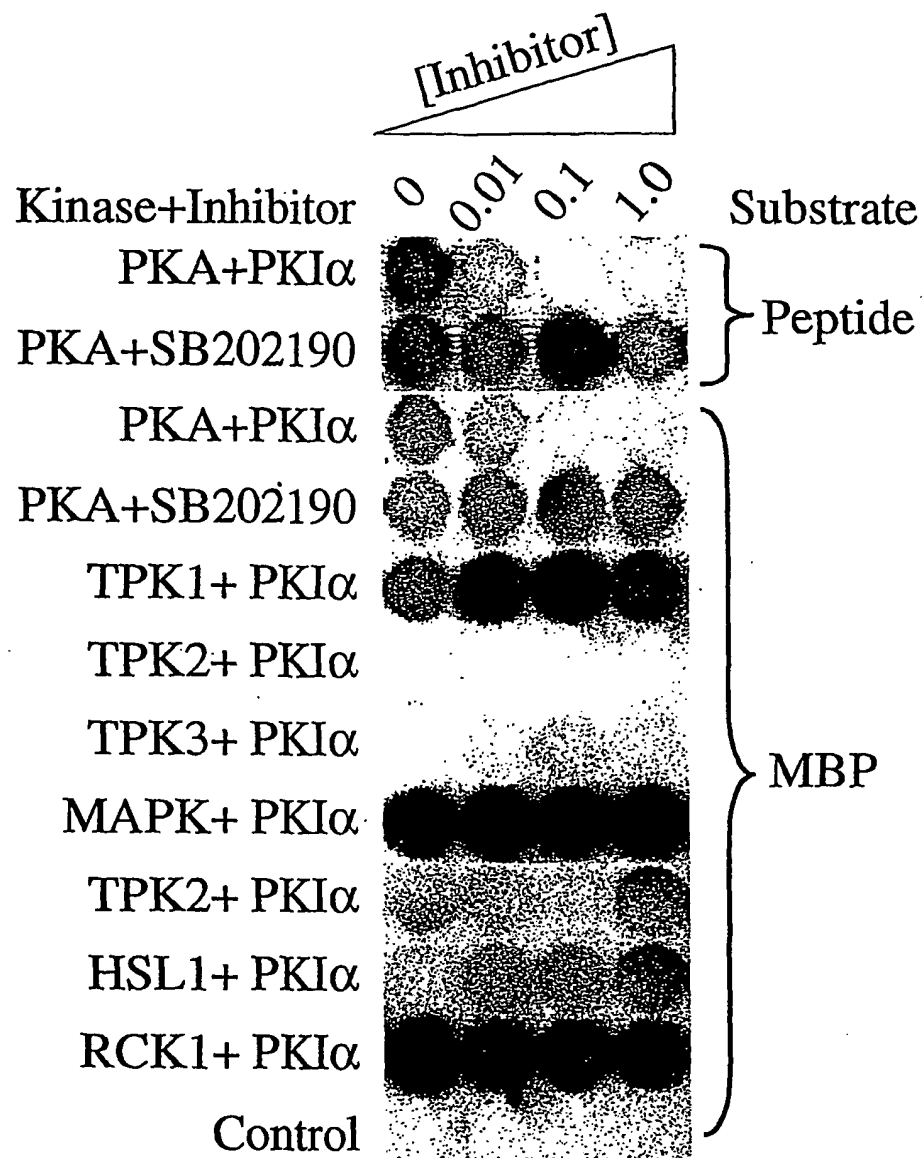 [Inhibitor]
0 0.01 0.1 1.0
Kinase+Inhibitor Substrate
PKA+PKIα
Peptide
PKA+SB202190
PKA+PKIα
PKA+SB202190
TPK1+ PKIα
TPK2+ PKIα
TPK3+ PKIα
MBP
MAPK+ PKIα
TPK2+ PKIα
HSL1+ PKIα
RCK1+ PKIα
Control